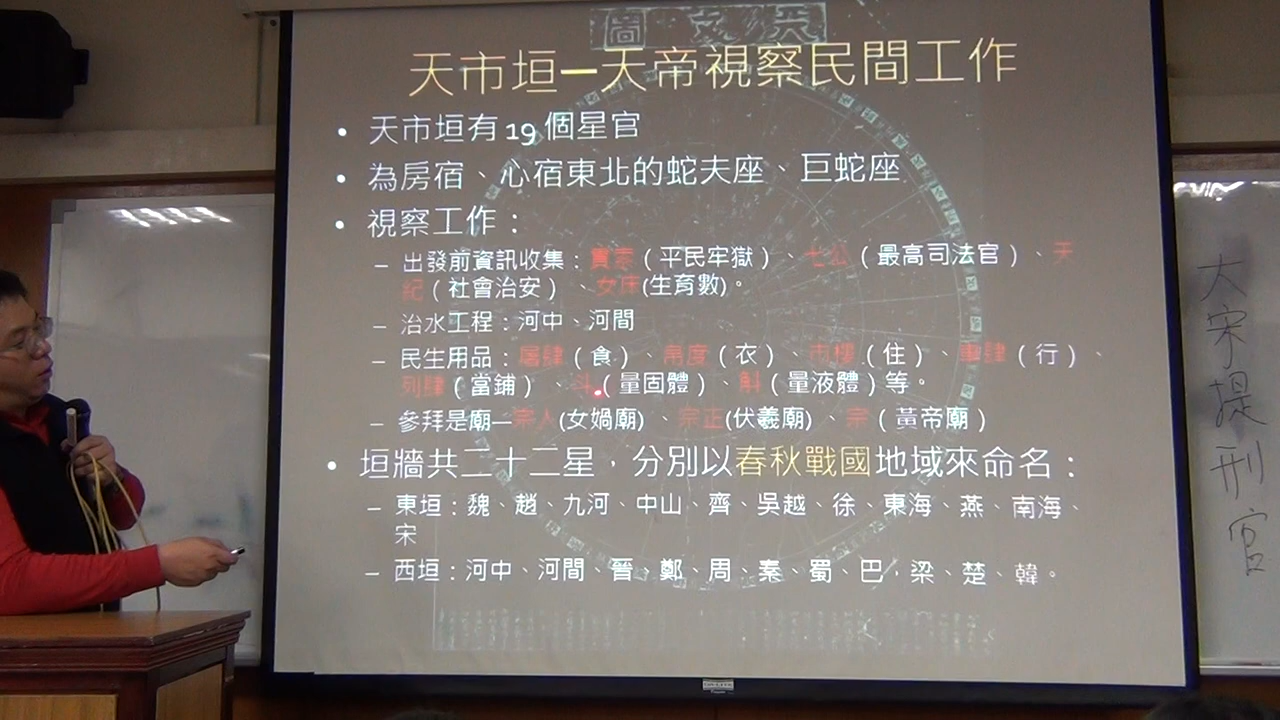 天市垣—天帝視察民間工作
• 天市垣有 19 個星官
• 為房宿、心宿東北的蛇夫座、巨蛇座
• 視察工作：
– 出發前資訊收集：貫索（平民牢獄）、七公（最高司法官）、天
紀（社會治安）、女床(生育數)。
– 治水工程：河中、河間
– 民生用品：屠肆（食）、帛度（衣）、市樓（住）、車肆（行）、
列肆（當鋪）、斗（量固體）、斛（量液體）等。
– 參拜是廟—宗人(女媧廟)、宗正(伏羲廟)、宗（黃帝廟）
• 垣牆共二十二星，分別以春秋戰國地域來命名：
– 東垣：魏、趙、九河、中山、齊、吳越、徐、東海、燕、南海、
宋
– 西垣：河中、河間、晉、鄭、周、秦、蜀、巴，梁、楚、韓。
大宋提刑官